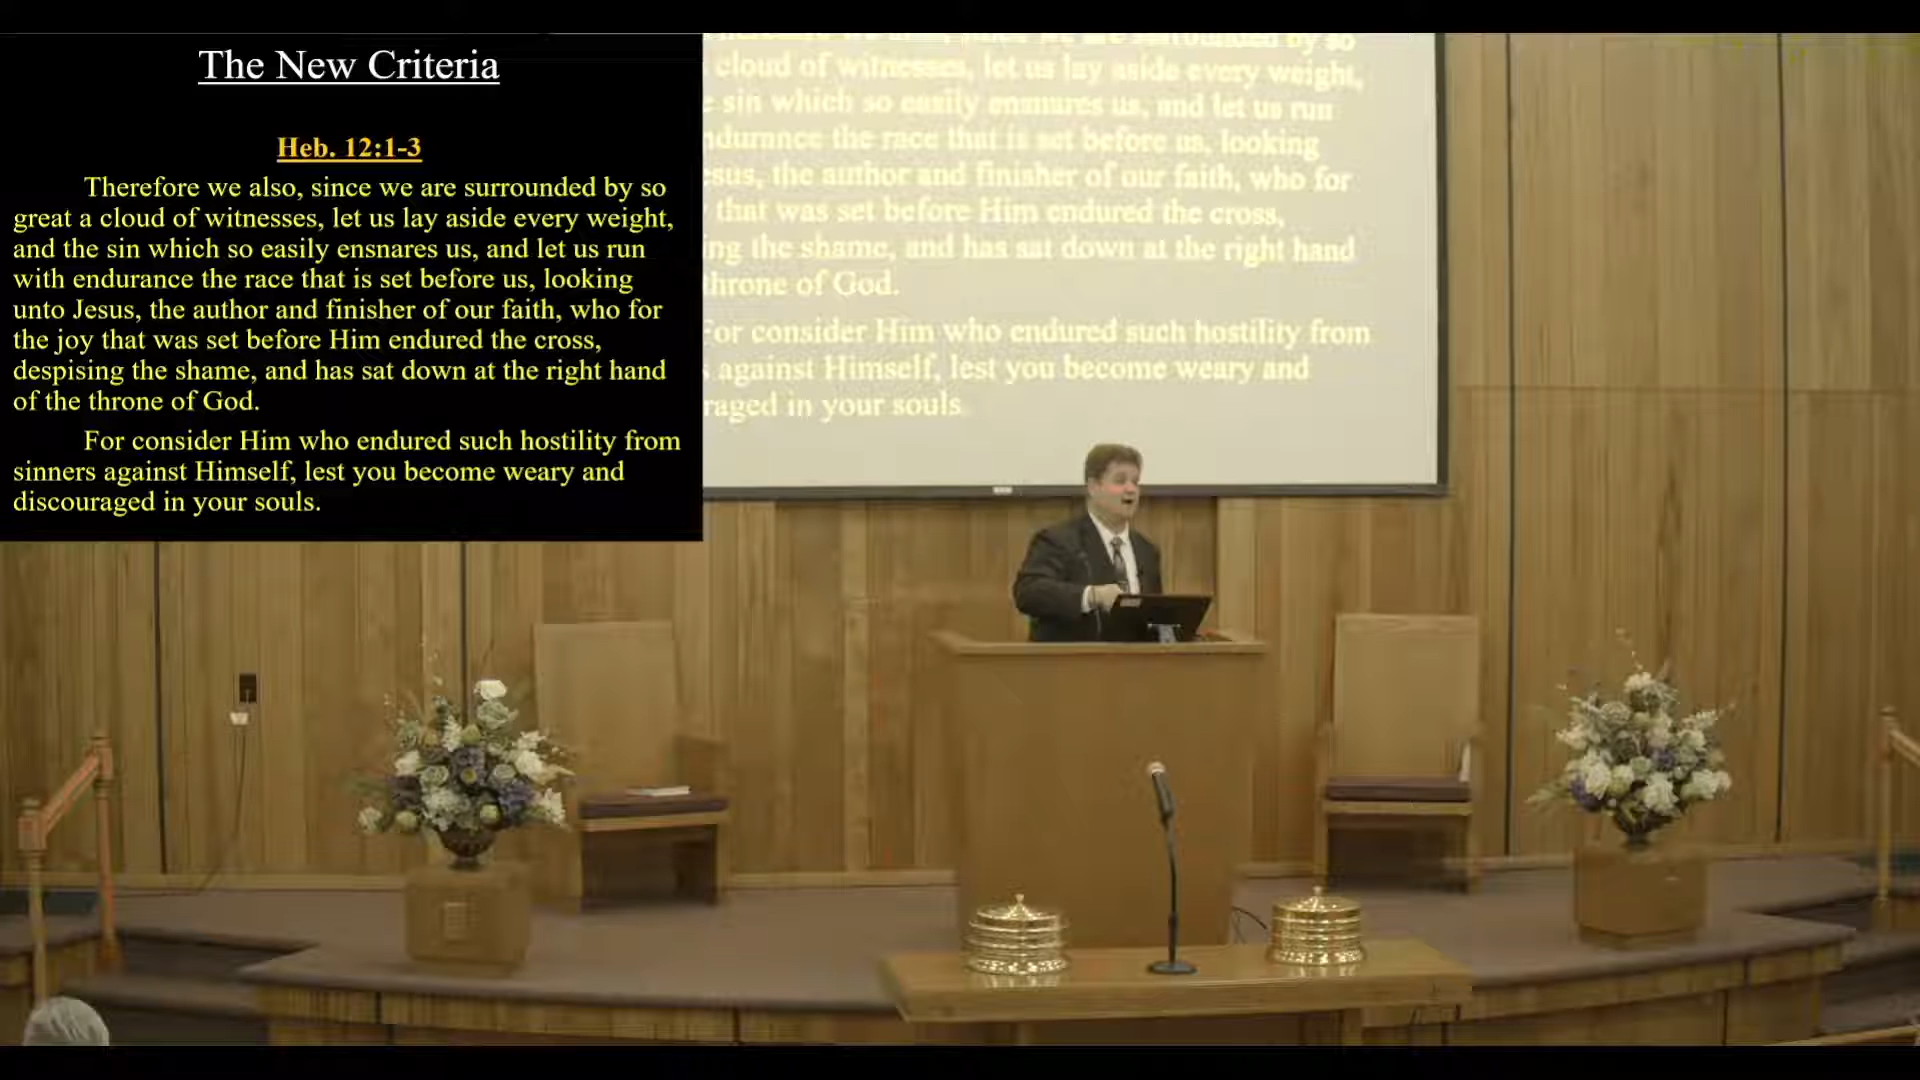 The New Criteria
Heb. 12:1-3
Therefore we also, since we are surrounded by so
great a cloud of witnesses, let us lay aside every weight,
and the sin which so easily ensnares us, and let us run
with endurance the race that is set before us, looking
unto Jesus, the author and finisher of our faith, who for
the joy that was set before Him endured the cross,
despising the shame, and has sat down at the right hand
of the throne of God.
For consider Him who endured such hostility from
sinners against Himself, lest you become weary and
discouraged in your souls.
we are surrounded by so
cloud of witnesses, let us lay aside every weight,
sin which so easily ensnares us, and let us run
the race that is set before us, looking
the author and finisher of our faith, who for
that was set before Him endured the cross,
the shame, and has sat down at the right hand
throne of God.
For consider Him who endured such hostility from
against Himself, lest you become weary and
raged in your souls.